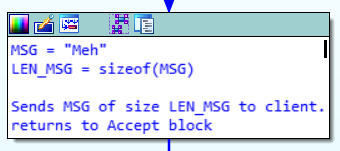 MSG = "Meh"
LEN_MSG = sizeof(MSG)
Sends MSG of size LEN_MSG to client.
returns to Accept block